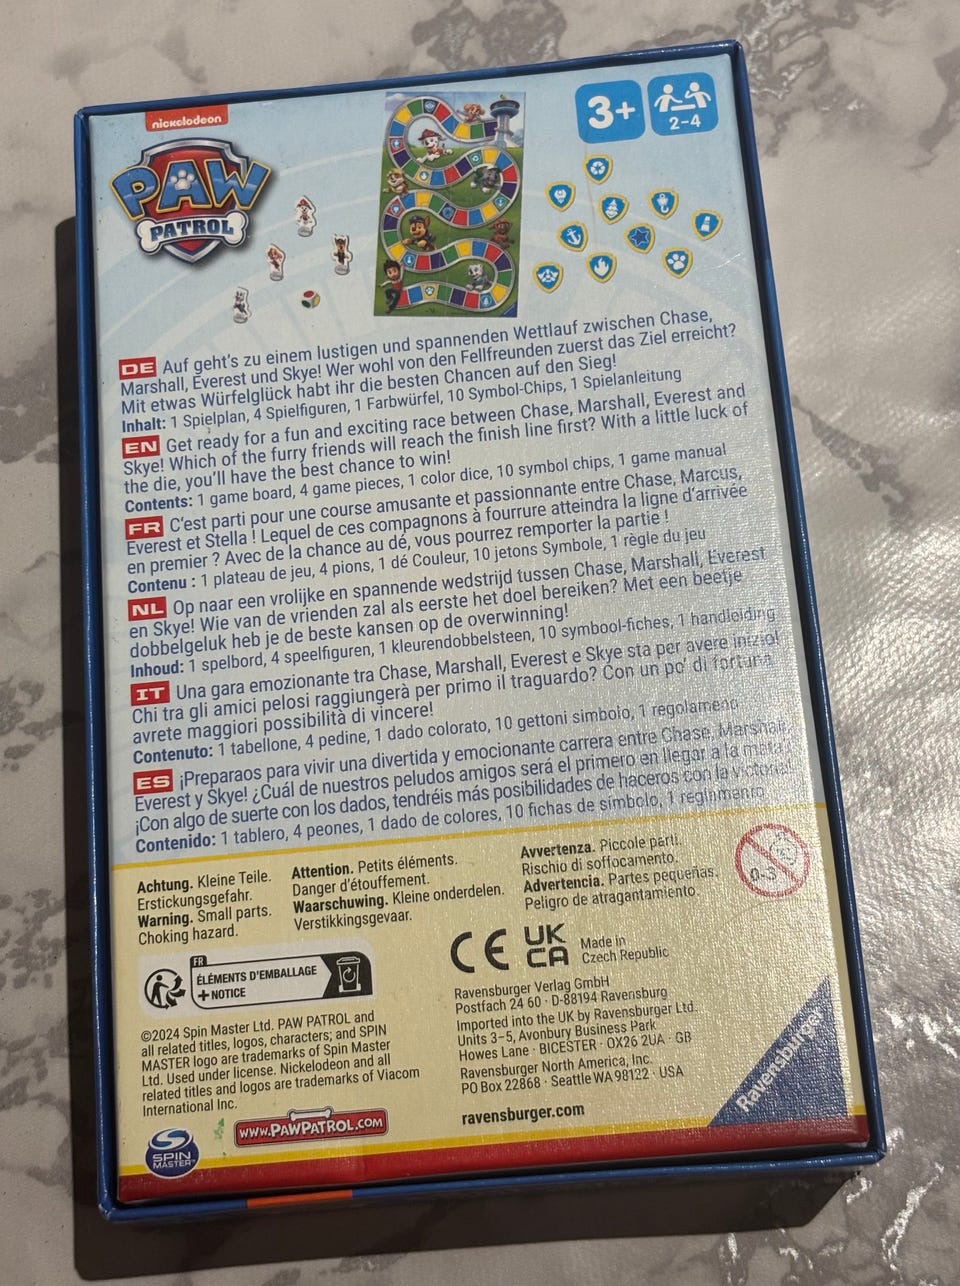 nickelodeon
PAW
PATROL
3+
2-4
DE Auf geht's zu einem lustigen und spannenden Wettlauf zwischen Chase,
Marshall, Everest und Skye! Wer wohl von den Fellfreunden zuerst das Ziel erreicht?
Mit etwas Würfelglück habt ihr die besten Chancen auf den Sieg!
Inhalt: 1 Spielplan, 4 Spielfiguren, 1 Farbwürfel, 10 Symbol-Chips, 1 Spielanleitung
EN Get ready for a fun and exciting race between Chase, Marshall, Everest and
Skye! Which of the furry friends will reach the finish line first? With a little luck of
the die, you'll have the best chance to win!
Contents: 1 game board, 4 game pieces, 1 color dice, 10 symbol chips, 1 game manual
FR C'est parti pour une course amusante et passionnante entre Chase, Marcus,
Everest et Stella ! Lequel de ces compagnons à fourrure atteindra la ligne d'arrivée
en premier ? Avec de la chance au dé, vous pourrez remporter la partie !
Contenu : 1 plateau de jeu, 4 pions, 1 dé Couleur, 10 jetons Symbole, 1 règle du jeu
NL Op naar een vrolijke en spannende wedstrijd tussen Chase, Marshall, Everest
en Skye! Wie van de vrienden zal als eerste het doel bereiken? Met een beetje
dobbelgeluk heb je de beste kansen op de overwinning!
Inhoud: 1 spelbord, 4 speelfiguren, 1 kleurendobbelsteen, 10 symbool-fiches, 1 handleiding
IT Una gara emozionante tra Chase, Marshall, Everest e Skye sta per avere inizio!
Chi tra gli amici pelosi raggiungerà per primo il traguardo? Con un po' di fortuna
avrete maggiori possibilità di vincere!
Contenuto: 1 tabellone, 4 pedine, 1 dado colorato, 10 gettoni simbolo, 1 regolamento
ES ¡Preparaos para vivir una divertida y emocionante carrera entre Chase, Marshall,
Everest y Skye! ¿Cuál de nuestros peludos amigos será el primero en llegar a la meta?
¡Con algo de suerte con los dados, tendréis más posibilidades de haceros con la victoria!
Contenido: 1 tablero, 4 peones, 1 dado de colores, 10 fichas de símbolo, 1 reglamento
Achtung. Kleine Teile.
Erstickungsgefahr.
Warning. Small parts.
Choking hazard.
Attention. Petits éléments.
Danger d'étouffement.
Waarschuwing. Kleine onderdelen.
Verstikkingsgevaar.
Avvertenza. Piccole parti.
Rischio di soffocamento.
Advertencia. Partes pequeñas.
Peligro de atragantamiento.
0-3
FR
ÉLÉMENTS D'EMBALLAGE
+ NOTICE
CE
UK
CA
Made in
Czech Republic
Ravensburger Verlag GmbH
Postfach 24 60 · D-88194 Ravensburg
Imported into the UK by Ravensburger Ltd.
Units 3–5, Avonbury Business Park
Howes Lane · BICESTER · OX26 2UA · GB
Ravensburger North America, Inc.
PO Box 22868 · Seattle WA 98122 · USA
ravensburger.com
©2024 Spin Master Ltd. PAW PATROL and
all related titles, logos, characters; and SPIN
MASTER logo are trademarks of Spin Master
Ltd. Used under license. Nickelodeon and all
related titles and logos are trademarks of Viacom
International Inc.
SPIN
MASTER
www.PAWPATROL.com
Ravensburger